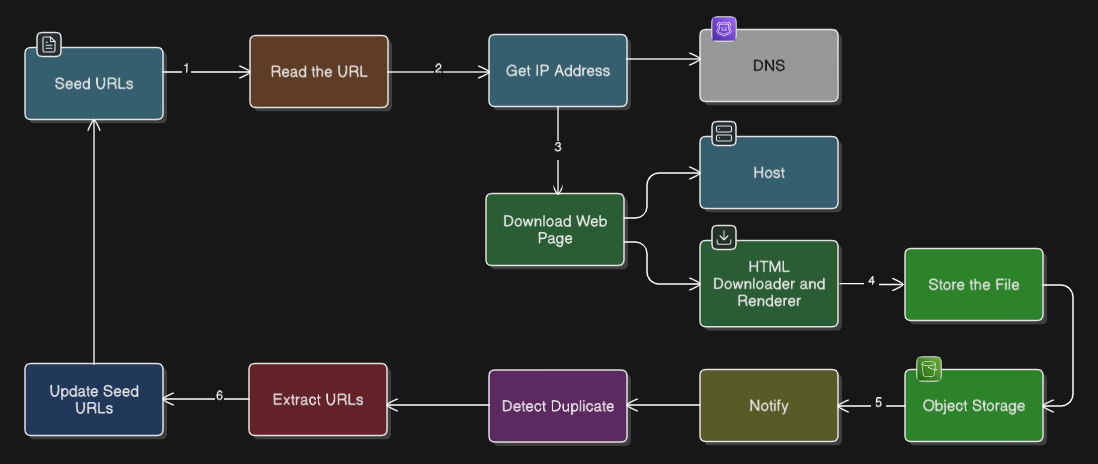 Seed URLs
1
Read the URL
2
Get IP Address
DNS
3
Host
Download Web
Page
HTML
Downloader and
Renderer
4
Store the File
Update Seed
URLs
6
Extract URLs
Detect Duplicate
Notify
5
Object Storage